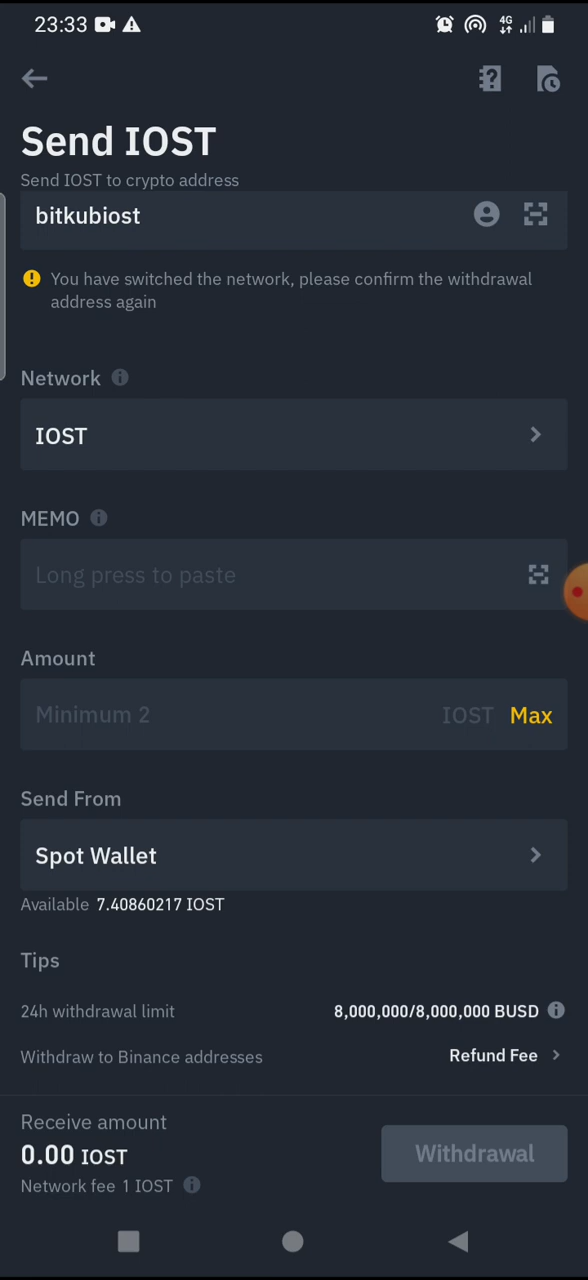 23:33
4G
Send IOST
Send IOST to crypto address
bitkubiost
You have switched the network, please confirm the withdrawal
address again
Network
IOST
MEMO
Long press to paste
Amount
Minimum 2 IOST Max
Send From
Spot Wallet
Available 7.40860217 IOST
Tips
24h withdrawal limit 8,000,000/8,000,000 BUSD
Withdraw to Binance addresses Refund Fee
Receive amount
0.00 IOST
Withdrawal
Network fee 1 IOST